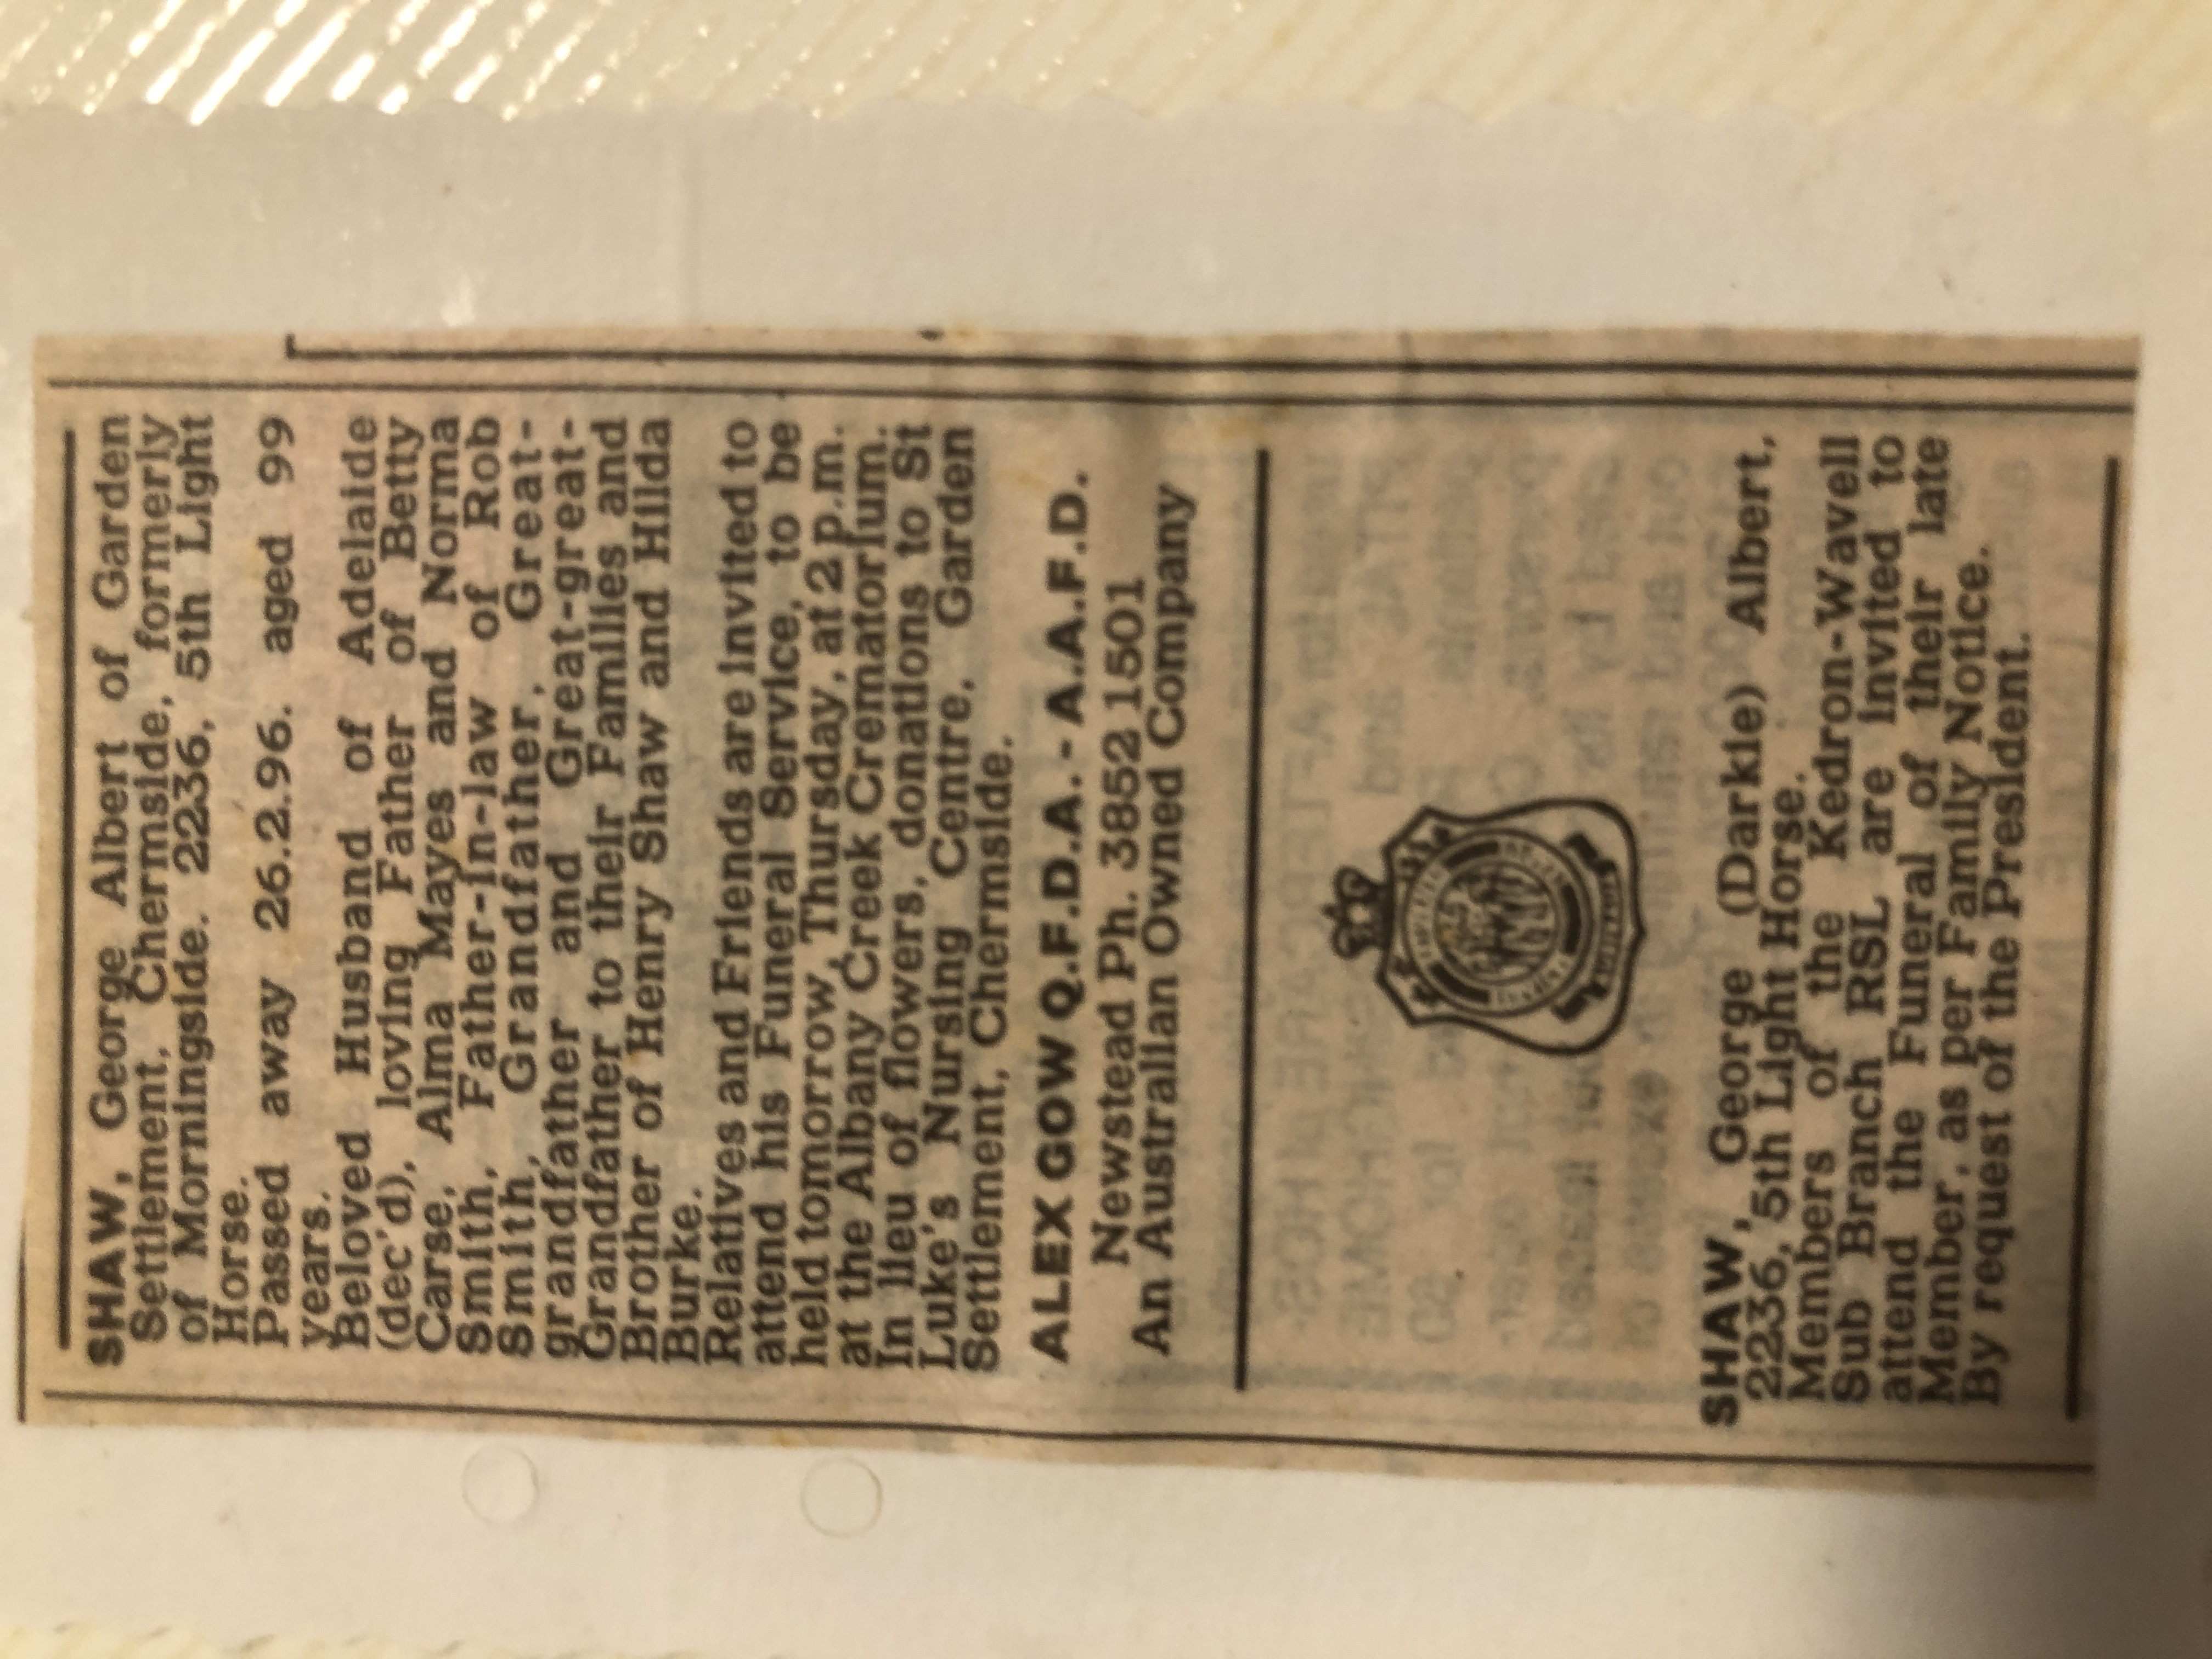 SHAW, George Albert of Garden
Settlement, Chermside, formerly
of Morningside. 2236, 5th Light
Horse.
Passed away 26.2.96. aged 99
years.
Beloved Husband of Adelaide
(dec'd), loving Father of Betty
Carse, Alma Mayes and Norma
Smith, Father-in-law of Rob
Smith, Grandfather, Great-
grandfather and Great-great-
Grandfather to their Families and
Brother of Henry Shaw and Hilda
Burke.
Relatives and Friends are invited to
attend his Funeral Service, to be
held tomorrow, Thursday, at 2 p.m.
at the Albany Creek Crematorium.
In lieu of flowers, donations to St
Luke's Nursing Centre, Garden
Settlement, Chermside.
ALEX GOW Q.F.D.A. - A.A.F.D.
Newstead Ph. 3852 1501
An Australian Owned Company
SHAW, George (Darkie) Albert,
2236, 5th Light Horse.
Members of the Kedron-Wavell
Sub Branch RSL are invited to
attend the Funeral of their late
Member, as per Family Notice.
By request of the President.